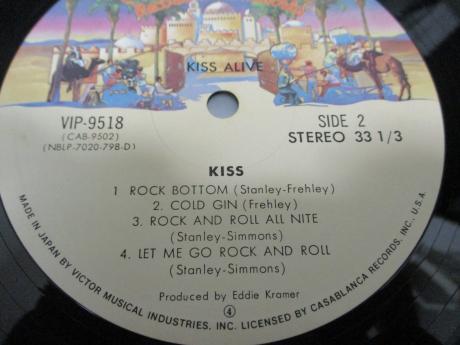 KISS ALIVE
VIP-9518
(CAB-9502)
(NBLP-7020-798-D)
SIDE 2
STEREO 33 1/3
KISS
1 ROCK BOTTOM (Stanley-Frehley)
2. COLD GIN (Frehley)
3. ROCK AND ROLL ALL NITE
(Stanley-Simmons)
4. LET ME GO ROCK AND ROLL
(Stanley-Simmons)
Produced by Eddie Kramer
4
MADE IN JAPAN BY VICTOR MUSICAL INDUSTRIES, INC. LICENSED BY CASABLANCA RECORDS, INC., U.S.A.